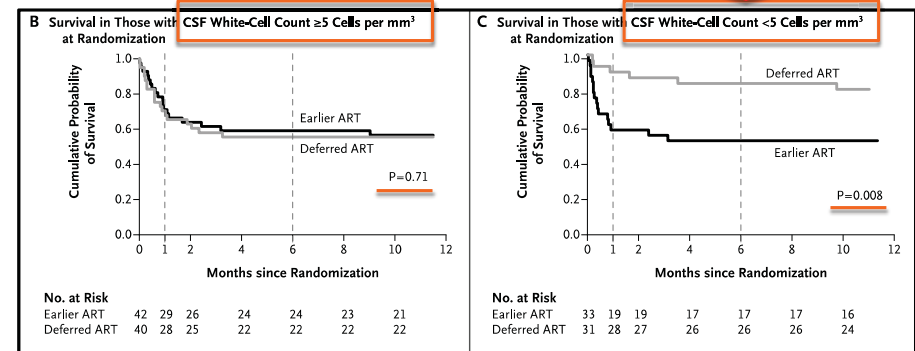 B Survival in Those with CSF White-Cell Count ≥5 Cells per mm³
at Randomization
Cumulative Probability
of Survival
1.0
0.8
0.6
0.4
0.2
0.0
Earlier ART
Deferred ART
P=0.71
0 1 2 4 6 8 10 12
Months since Randomization
No. at Risk
Earlier ART 42 29 26 24 24 23 21
Deferred ART 40 28 25 22 22 22 22
C Survival in Those with CSF White-Cell Count <5 Cells per mm³
at Randomization
Cumulative Probability
of Survival
1.0
0.8
0.6
0.4
0.2
0.0
Deferred ART
Earlier ART
P=0.008
0 1 2 4 6 8 10 12
Months since Randomization
No. at Risk
Earlier ART 33 19 19 17 17 17 16
Deferred ART 31 28 27 26 26 26 24